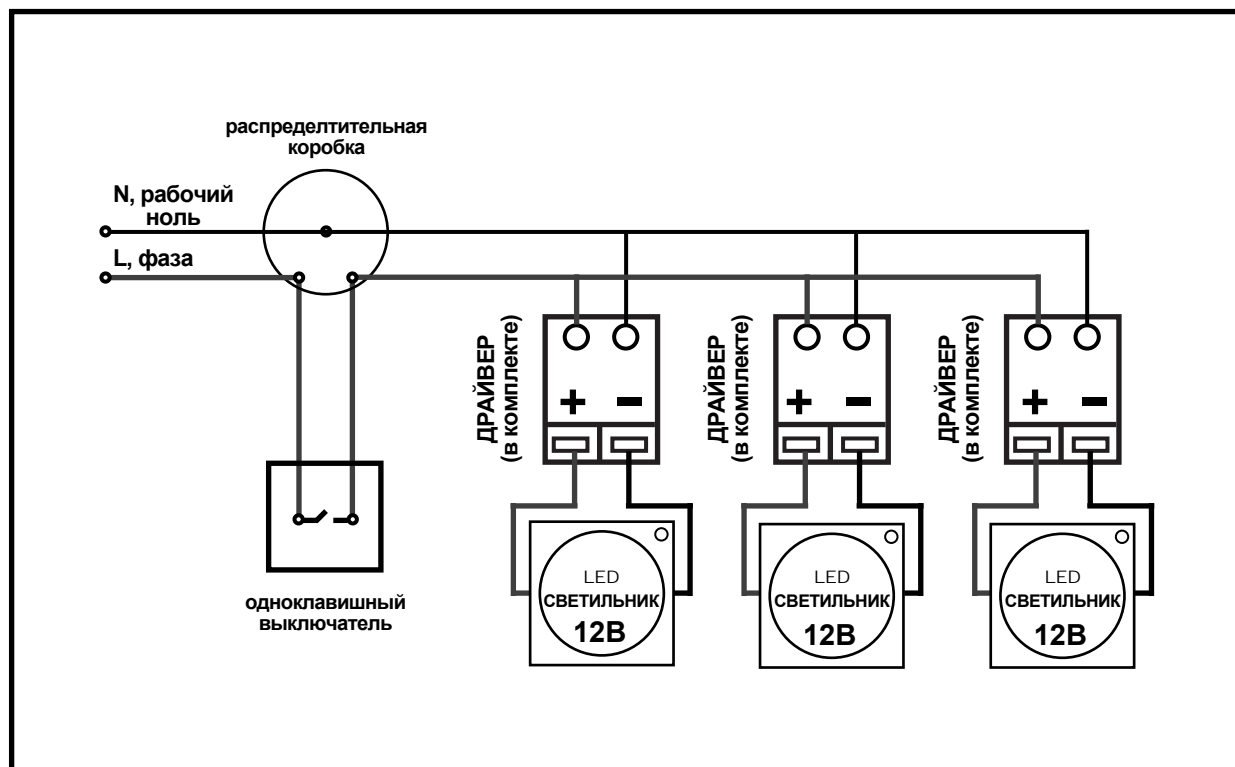 распределтительная
коробка
N, рабочий
ноль
L, фаза
ДРАЙВЕР
(в комплекте)
+ −
ДРАЙВЕР
(в комплекте)
+ −
ДРАЙВЕР
(в комплекте)
+ −
одноклавишный
выключатель
LED
СВЕТИЛЬНИК
12В
LED
СВЕТИЛЬНИК
12В
LED
СВЕТИЛЬНИК
12В